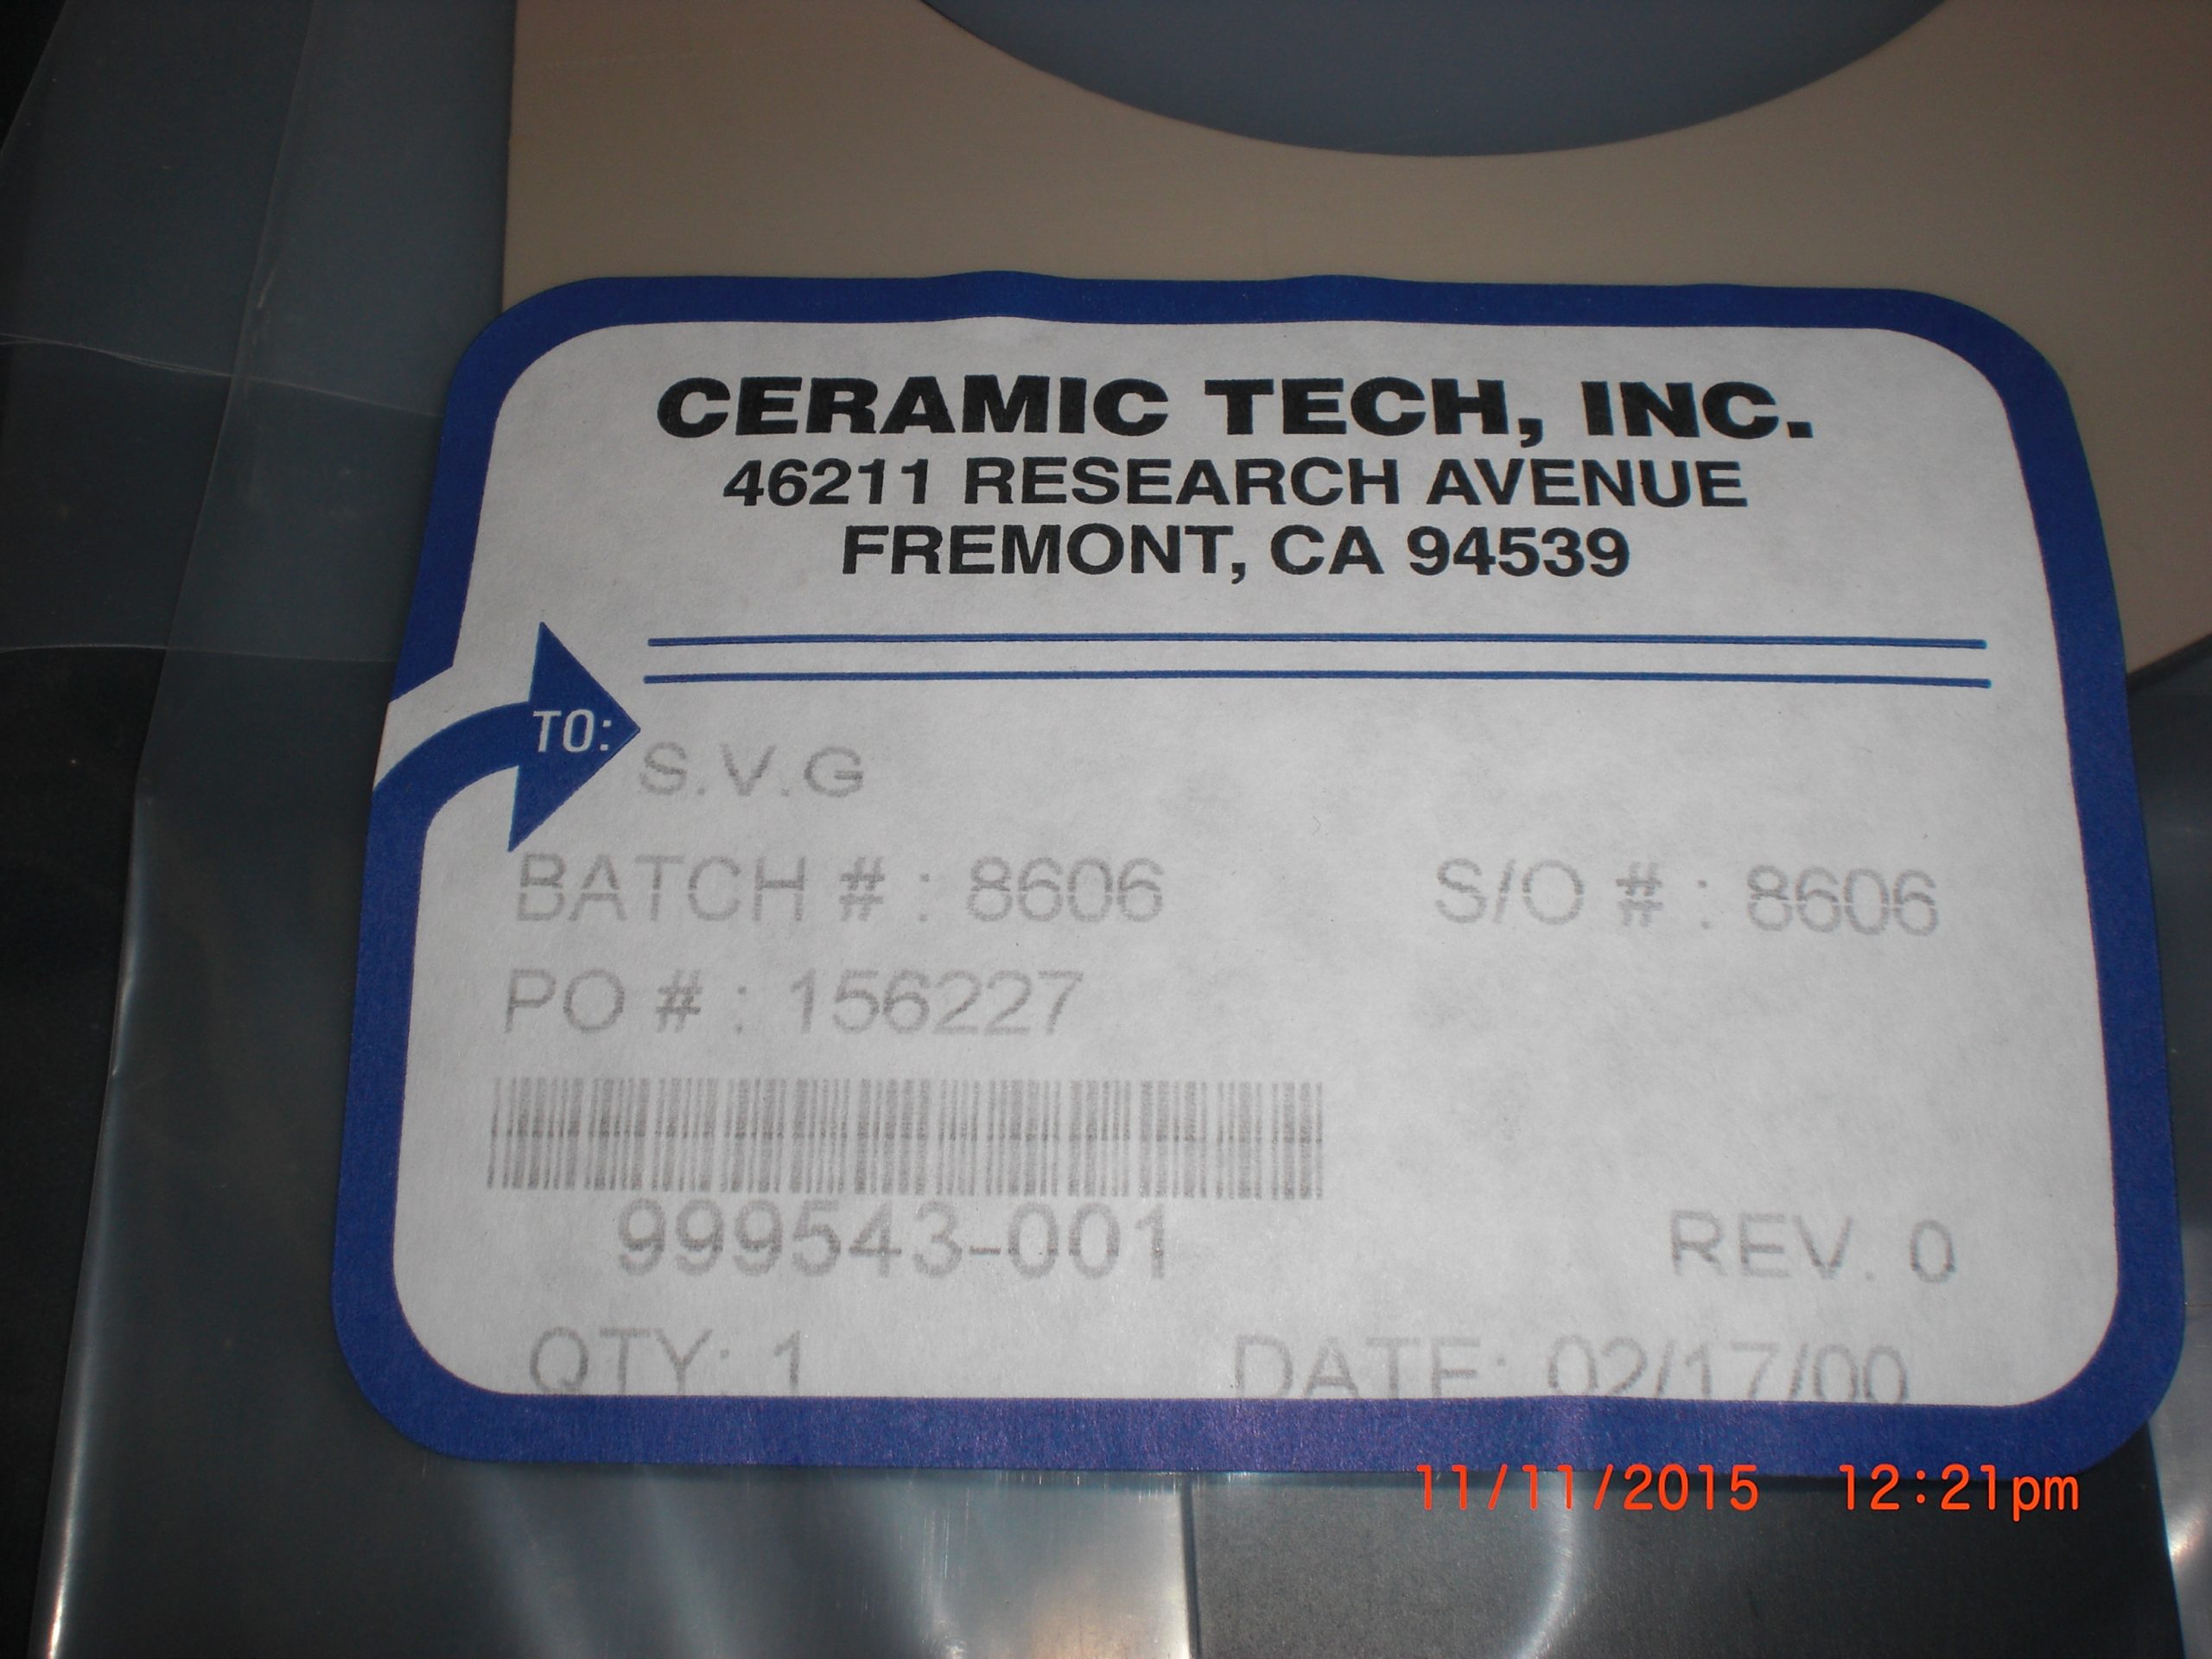 CERAMIC TECH, INC.
46211 RESEARCH AVENUE
FREMONT, CA 94539
TO:
S.V.G
BATCH # : 8606 S/O # : 8606
PO # : 156227
999543-001 REV. 0
QTY: 1 DATE: 02/17/00
11/11/2015 12:21pm